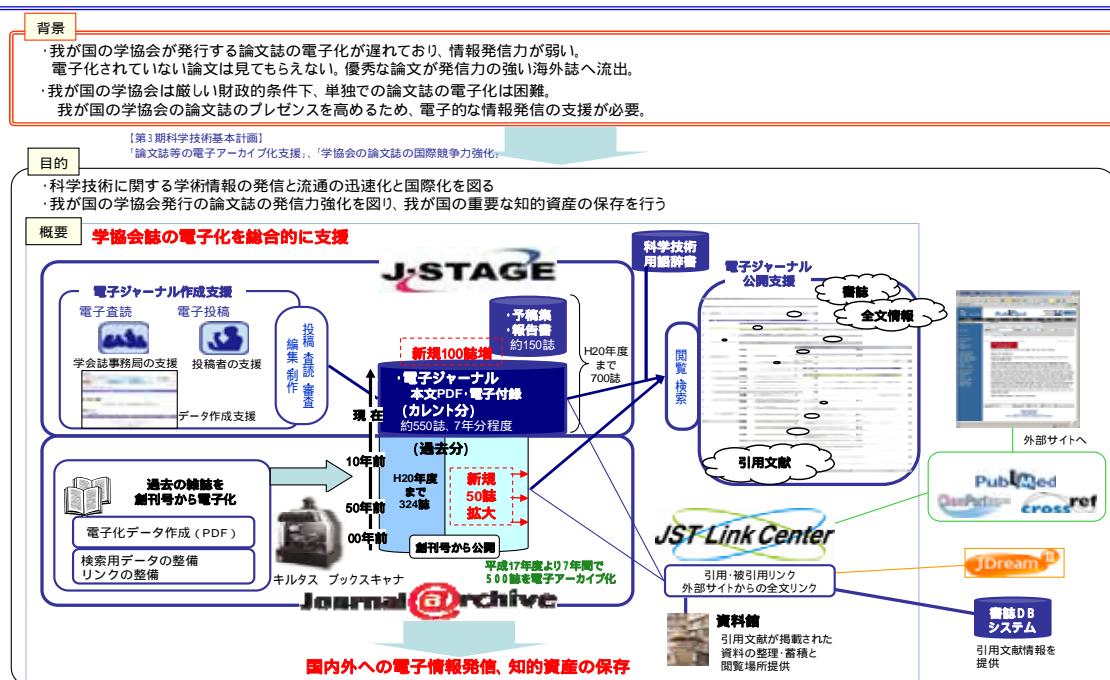 背景
・我が国の学協会が発行する論文誌の電子化が遅れており、情報発信力が弱い。
電子化されていない論文は見てもらえない。優秀な論文が発信力の強い海外誌へ流出。
・我が国の学協会は厳しい財政的条件下、単独での論文誌の電子化は困難。
我が国の学協会の論文誌のプレゼンスを高めるため、電子的な情報発信の支援が必要。
【第3期科学技術基本計画】
「論文誌等の電子アーカイブ化支援」、「学協会の論文誌の国際競争力強化」
目的
・科学技術に関する学術情報の発信と流通の迅速化と国際化を図る
・我が国の学協会発行の論文誌の発信力強化を図り、我が国の重要な知的資産の保存を行う
概要
学協会誌の電子化を総合的に支援
J-STAGE
電子ジャーナル作成支援
電子査読
電子投稿
学会誌事務局の支援
投稿者の支援
データ作成支援
投稿・査読・審査
編集・制作
・予稿集
・報告書
約150誌
新規100誌増
・電子ジャーナル
本文PDF・電子付録
(カレント分)
約550誌、7年分程度
H20年度
まで
700誌
現在
10年前
50年前
00年前
(過去分)
H20年度
まで
324誌
新規
50誌
拡大
創刊号から公開
平成17年度より7年間で
500誌を電子アーカイブ化
過去の雑誌を
創刊号から電子化
電子化データ作成(PDF)
検索用データの整備
リンクの整備
キルタス ブックスキャナ
Journal@rchive
国内外への電子情報発信、知的資産の保存
科学技術
用語辞書
電子ジャーナル
公開支援
閲覧・検索
書誌
全文情報
引用文献
外部サイトへ
PubMed
crossref
JST Link Center
引用・被引用リンク
外部サイトからの全文リンク
JDreamII
資料館
引用文献が掲載された
資料の整理・蓄積と
閲覧場所提供
書誌DB
システム
引用文献情報を
提供